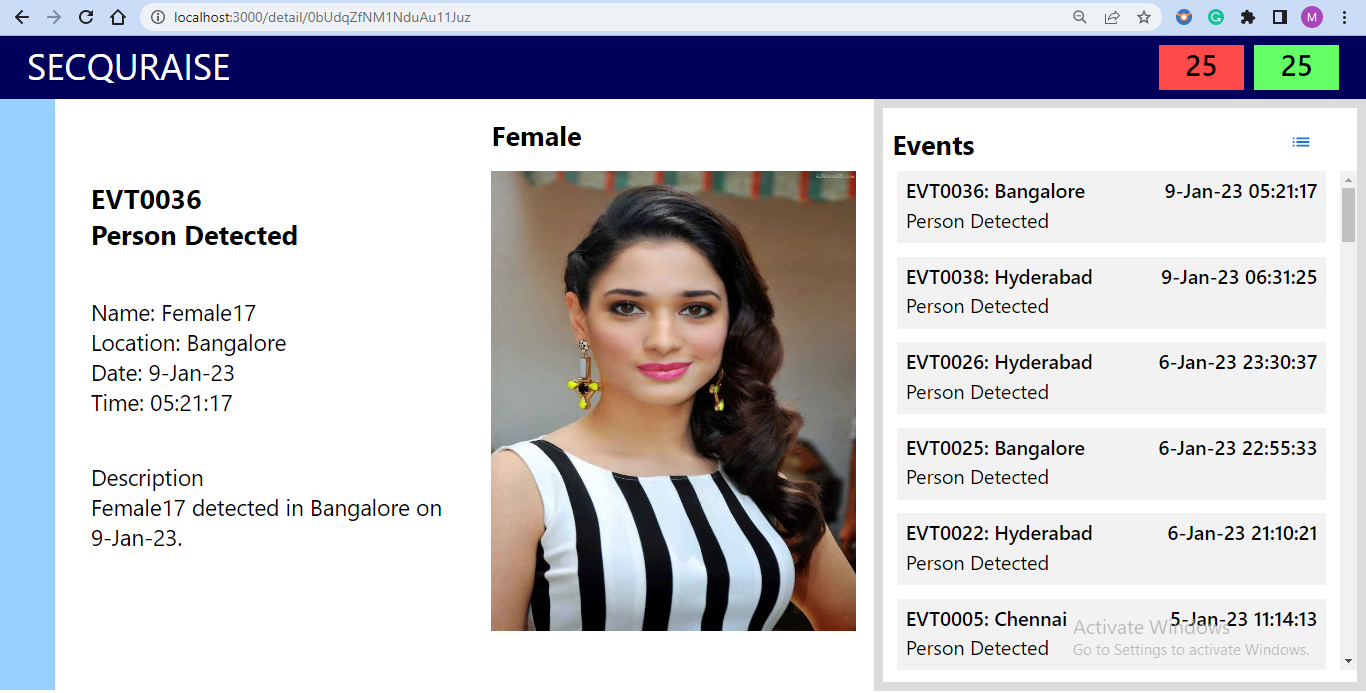 localhost:3000/detail/0bUdqZfNM1NduAu11Juz
M
SECQURAISE
25
25
EVT0036
Person Detected
Name: Female17
Location: Bangalore
Date: 9-Jan-23
Time: 05:21:17
Description
Female17 detected in Bangalore on
9-Jan-23.
Female
Events
EVT0036: Bangalore 9-Jan-23 05:21:17
Person Detected
EVT0038: Hyderabad 9-Jan-23 06:31:25
Person Detected
EVT0026: Hyderabad 6-Jan-23 23:30:37
Person Detected
EVT0025: Bangalore 6-Jan-23 22:55:33
Person Detected
EVT0022: Hyderabad 6-Jan-23 21:10:21
Person Detected
EVT0005: Chennai 5-Jan-23 11:14:13
Person Detected
Activate Windows
Go to Settings to activate Windows.